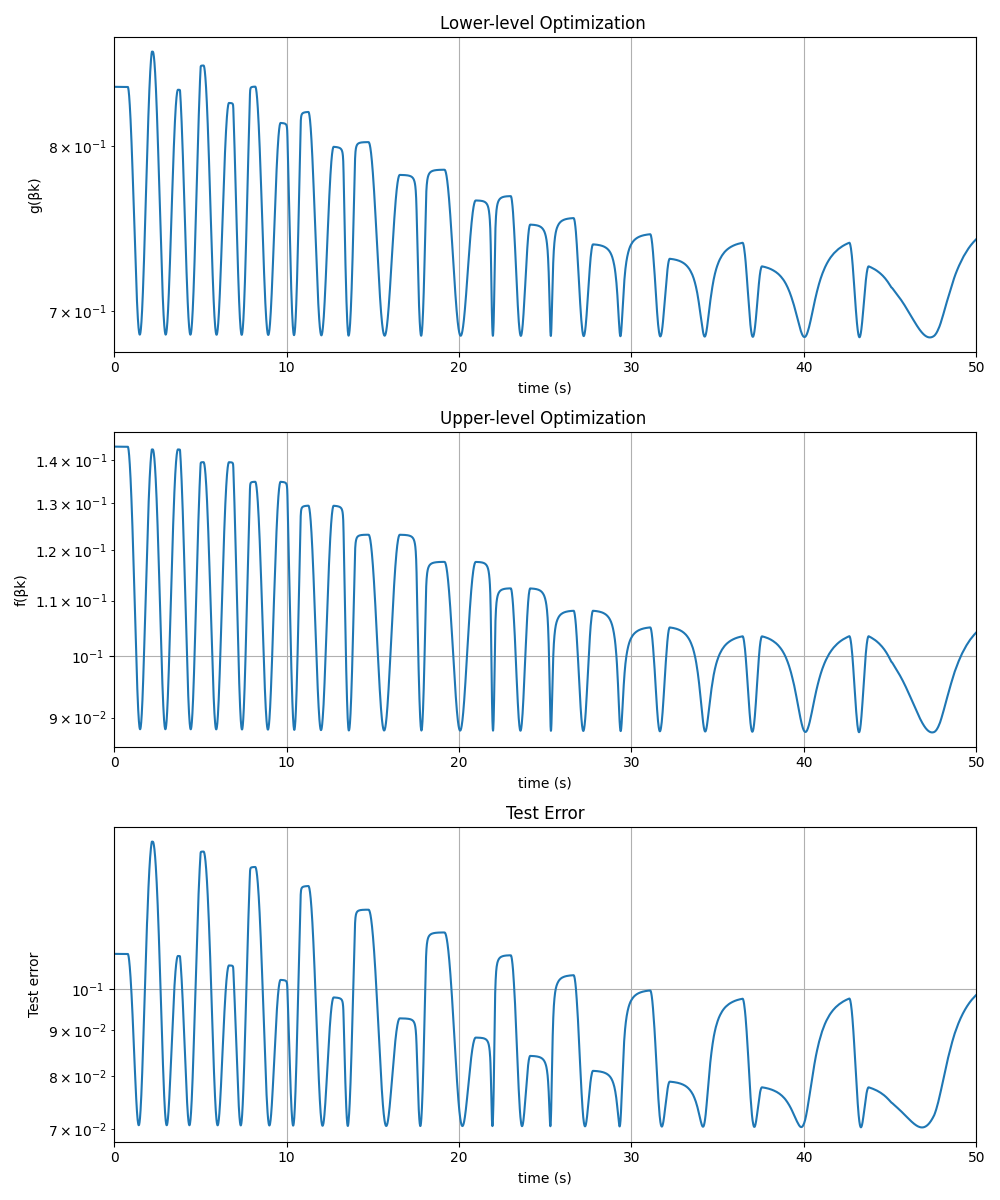 Lower-level Optimization
g(βk)
8 × 10⁻¹
7 × 10⁻¹
0 10 20 30 40 50
time (s)
Upper-level Optimization
f(βk)
1.4 × 10⁻¹
1.3 × 10⁻¹
1.2 × 10⁻¹
1.1 × 10⁻¹
10⁻¹
9 × 10⁻²
0 10 20 30 40 50
time (s)
Test Error
Test error
10⁻¹
9 × 10⁻²
8 × 10⁻²
7 × 10⁻²
0 10 20 30 40 50
time (s)